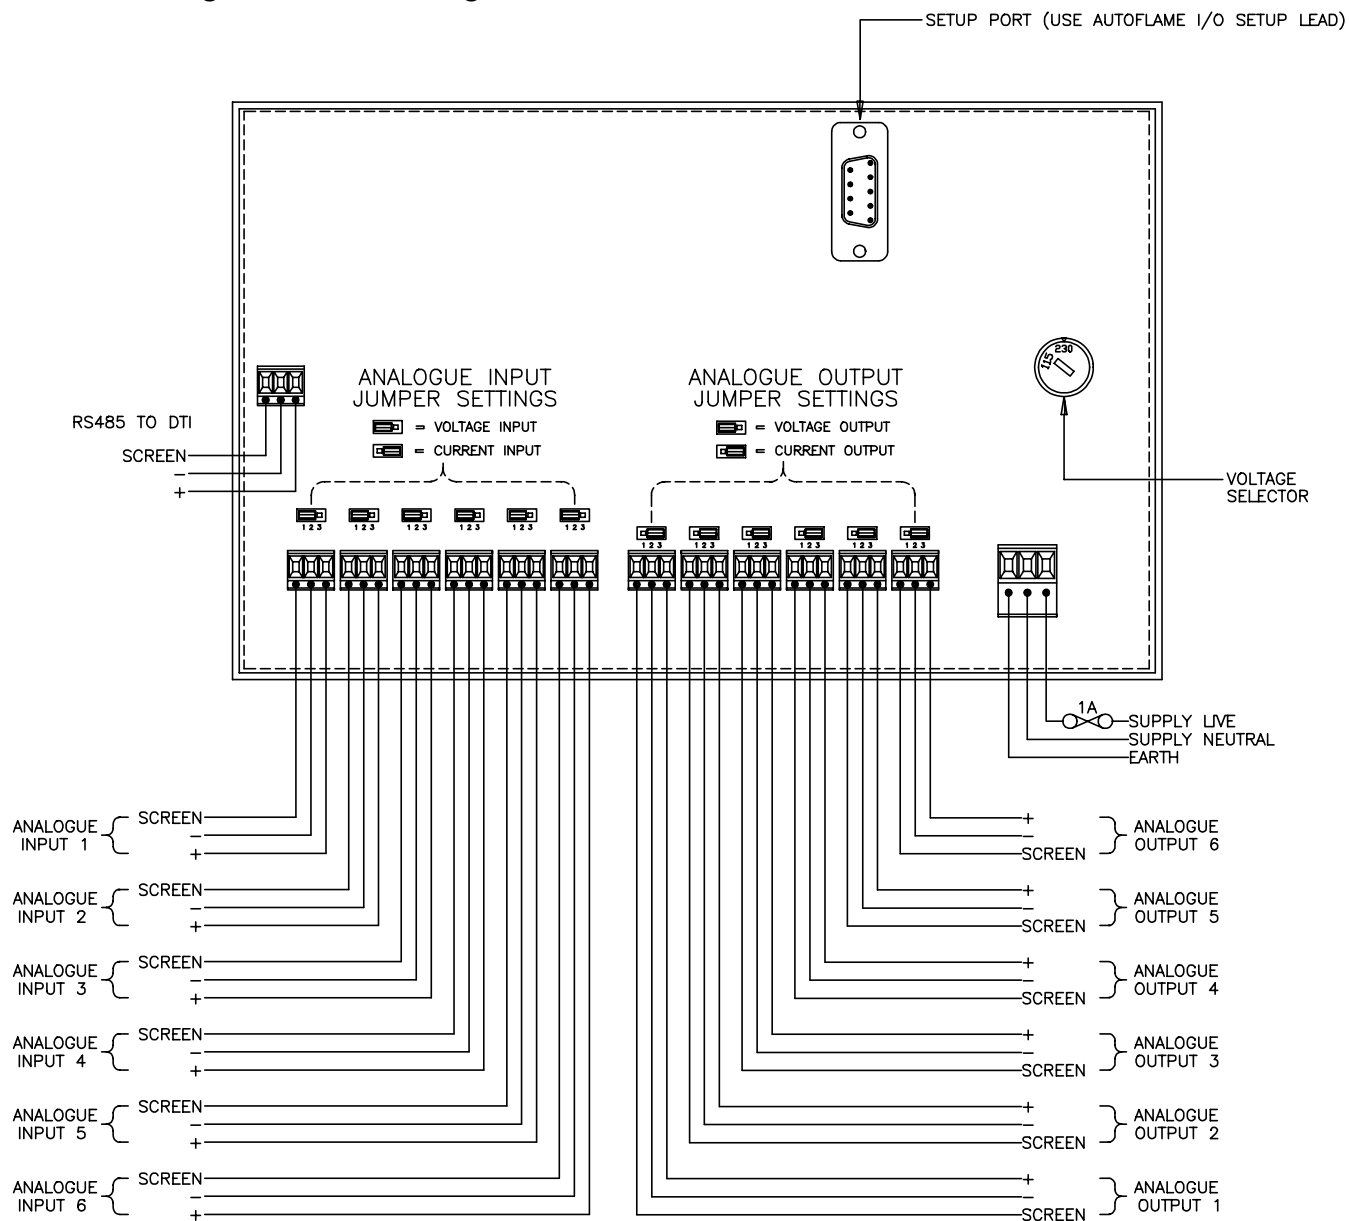 SETUP PORT (USE AUTOFLAME I/O SETUP LEAD)
115
230
ANALOGUE INPUT
JUMPER SETTINGS
= VOLTAGE INPUT
= CURRENT INPUT
ANALOGUE OUTPUT
JUMPER SETTINGS
= VOLTAGE OUTPUT
= CURRENT OUTPUT
RS485 TO DTI
SCREEN
–
+
VOLTAGE
SELECTOR
1 2 3
1 2 3
1 2 3
1 2 3
1 2 3
1 2 3
1 2 3
1 2 3
1 2 3
1 2 3
1 2 3
1 2 3
1A
SUPPLY LIVE
SUPPLY NEUTRAL
EARTH
ANALOGUE
INPUT 1
SCREEN
–
+
ANALOGUE
INPUT 2
SCREEN
–
+
ANALOGUE
INPUT 3
SCREEN
–
+
ANALOGUE
INPUT 4
SCREEN
–
+
ANALOGUE
INPUT 5
SCREEN
–
+
ANALOGUE
INPUT 6
SCREEN
–
+
+
–
SCREEN
ANALOGUE
OUTPUT 6
+
–
SCREEN
ANALOGUE
OUTPUT 5
+
–
SCREEN
ANALOGUE
OUTPUT 4
+
–
SCREEN
ANALOGUE
OUTPUT 3
+
–
SCREEN
ANALOGUE
OUTPUT 2
+
–
SCREEN
ANALOGUE
OUTPUT 1